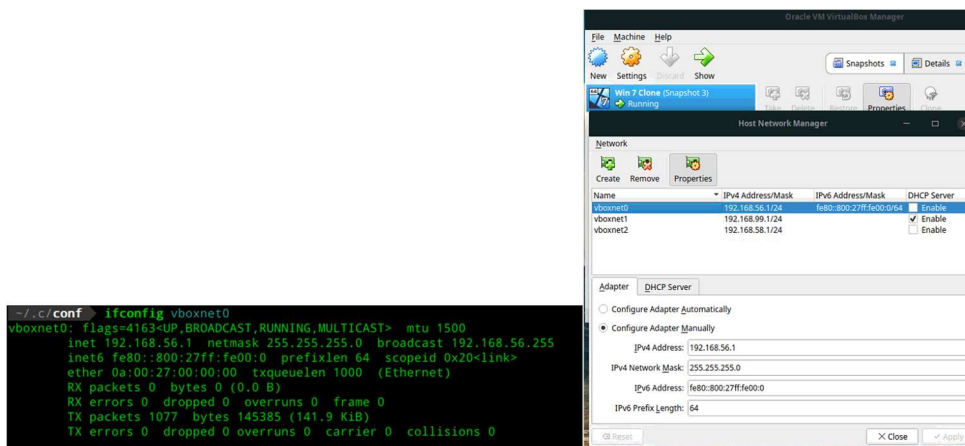 ~/.c/conf ifconfig vboxnet0
vboxnet0: flags=4163<UP,BROADCAST,RUNNING,MULTICAST> mtu 1500
inet 192.168.56.1 netmask 255.255.255.0 broadcast 192.168.56.255
inet6 fe80::800:27ff:fe00:0 prefixlen 64 scopeid 0x20<link>
ether 0a:00:27:00:00:00 txqueuelen 1000 (Ethernet)
RX packets 0 bytes 0 (0.0 B)
RX errors 0 dropped 0 overruns 0 frame 0
TX packets 1077 bytes 145385 (141.9 KiB)
TX errors 0 dropped 0 overruns 0 carrier 0 collisions 0
Oracle VM VirtualBox Manager
File Machine Help
New Settings Discard Show
Snapshots Details
Win 7 Clone (Snapshot 3)
Running
Take Delete Restore Properties Clone
Host Network Manager
Network
Create Remove Properties
Name IPv4 Address/Mask IPv6 Address/Mask DHCP Server
vboxnet0 192.168.56.1/24 fe80::800:27ff:fe00:0/64 Enable
vboxnet1 192.168.99.1/24 Enable
vboxnet2 192.168.58.1/24 Enable
Adapter DHCP Server
Configure Adapter Automatically
Configure Adapter Manually
IPv4 Address: 192.168.56.1
IPv4 Network Mask: 255.255.255.0
IPv6 Address: fe80::800:27ff:fe00:0
IPv6 Prefix Length: 64
Reset Close Apply